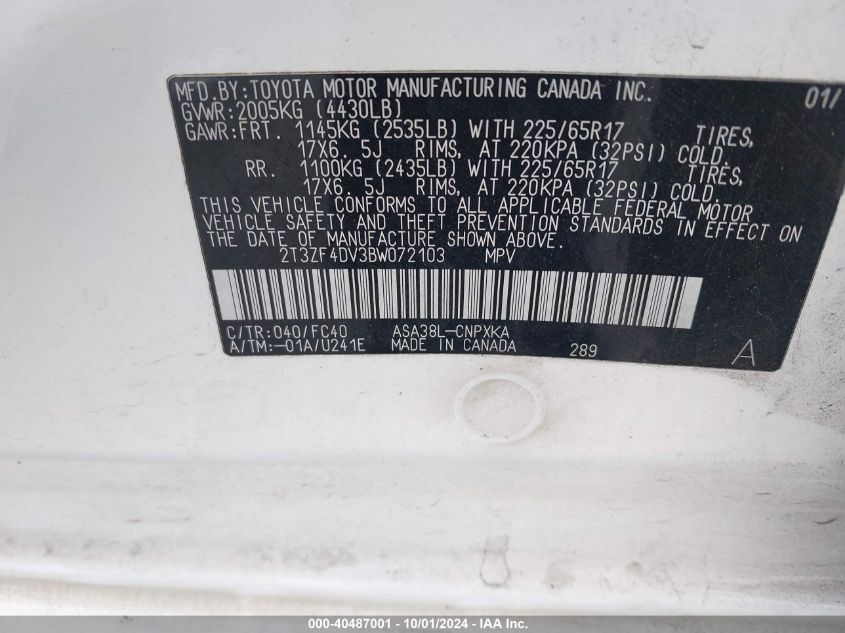 MFD.BY:TOYOTA MOTOR MANUFACTURING CANADA INC. 01/
GVWR:2005KG (4430LB)
GAWR:FRT. 1145KG (2535LB) WITH 225/65R17 TIRES,
17X6.5J RIMS, AT 220KPA (32PSI) COLD.
RR. 1100KG (2435LB) WITH 225/65R17 TIRES,
17X6.5J RIMS, AT 220KPA (32PSI) COLD.
THIS VEHICLE CONFORMS TO ALL APPLICABLE FEDERAL MOTOR
VEHICLE SAFETY AND THEFT PREVENTION STANDARDS IN EFFECT ON
THE DATE OF MANUFACTURE SHOWN ABOVE.
2T3ZF4DV3BW072103 MPV
C/TR:040/FC40 ASA38L-CNPXKA
A/TM:-01A/U241E MADE IN CANADA 289 A
000-40487001 - 10/01/2024 - IAA Inc.